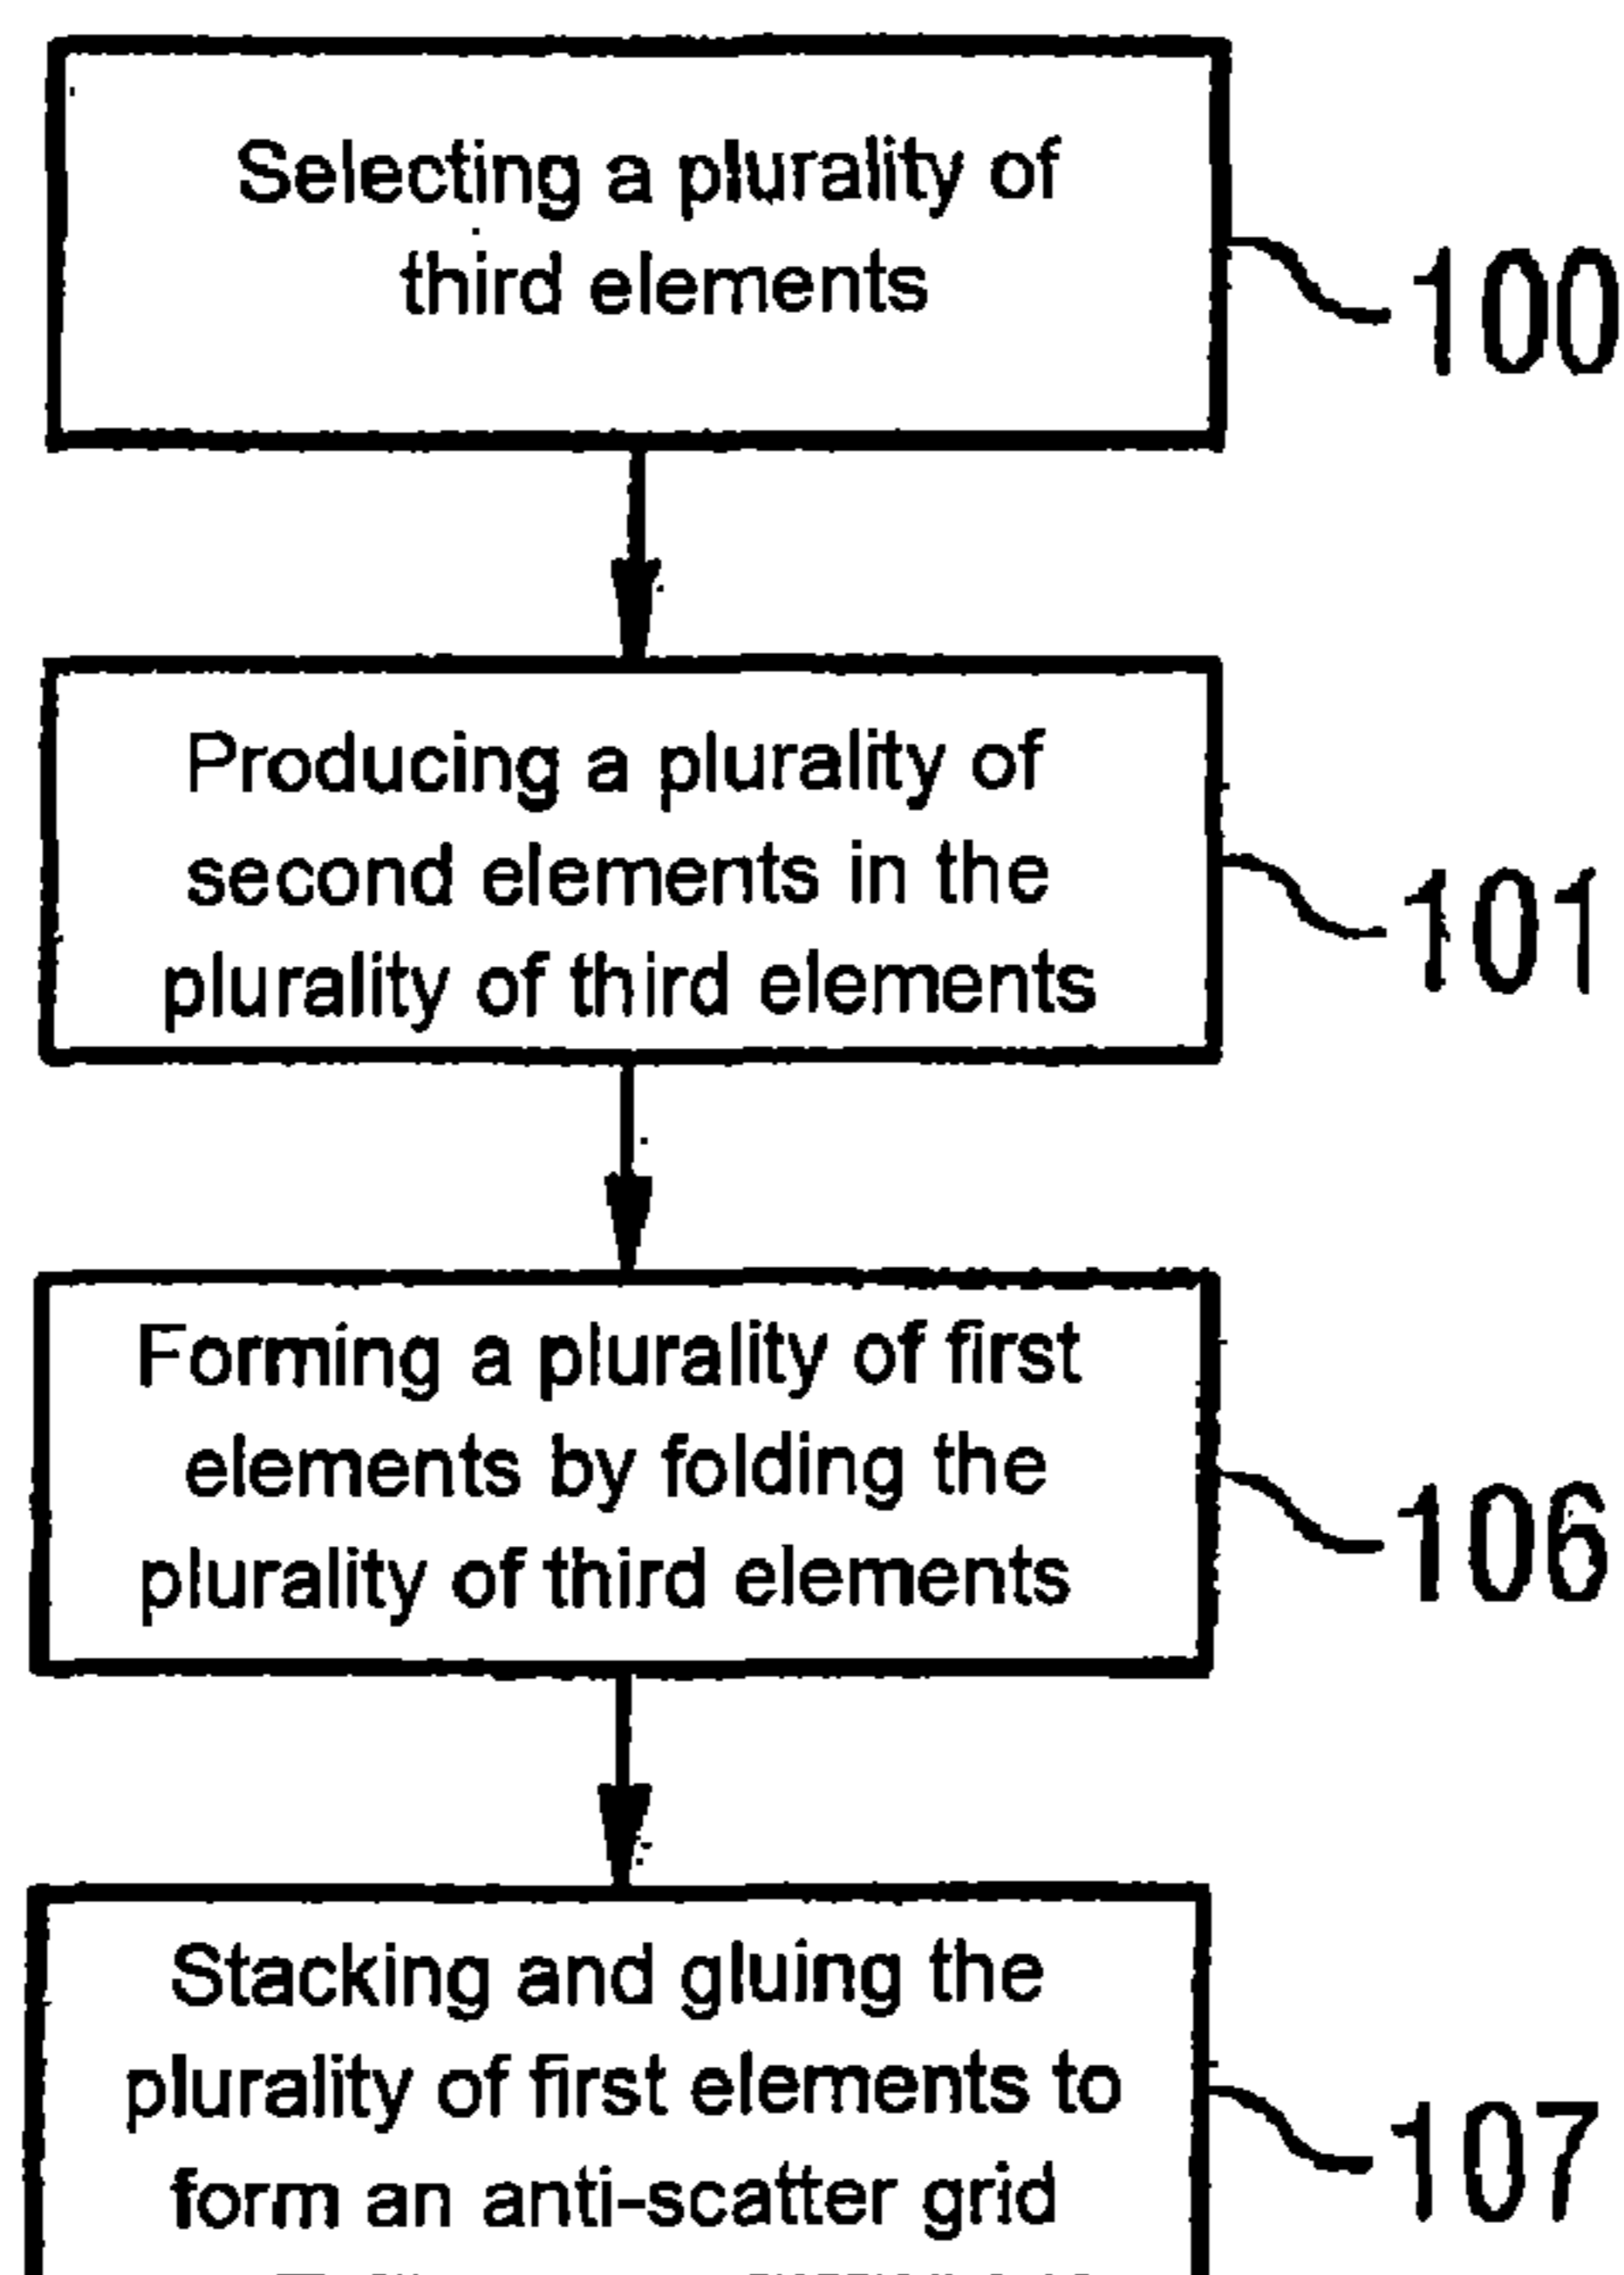 Selecting a plurality of
third elements
100
Producing a plurality of
second elements in the
plurality of third elements
101
Forming a plurality of first
elements by folding the
plurality of third elements
106
Stacking and gluing the
plurality of first elements to
form an anti-scatter grid
107